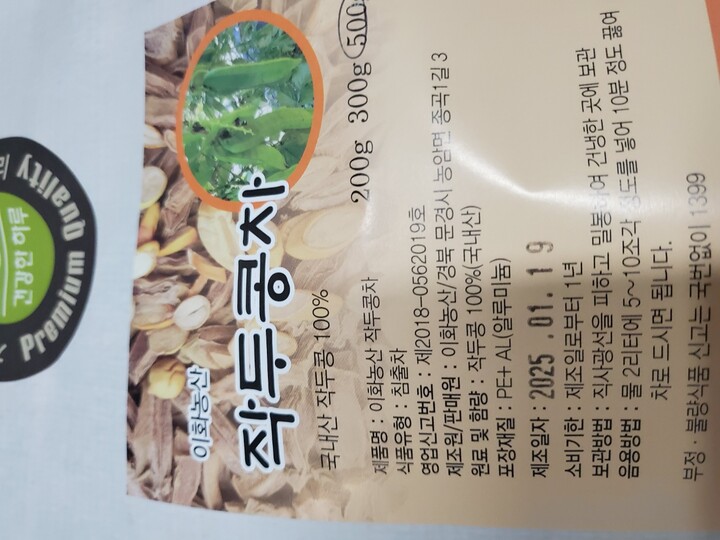 Premium Quality
건강한 하루
이화농산
작두콩차
국내산 작두콩 100%
200g 300g 500g
제품명 : 이화농산 작두콩차
식품유형 : 침출차
영업신고번호 : 제2018-0562019호
제조원/판매원 : 이화농산/경북 문경시 농암면 종곡1길 3
원료 및 함량 : 작두콩 100%(국내산)
포장재질 : PE+ AL(알루미늄)
제조일자 : 2025 .01.19
소비기한 : 제조일로부터 1년
보관방법 : 직사광선을 피하고 밀봉하여 건냉한 곳에 보관
음용방법 : 물 2리터에 5~10조각 정도를 넣어 10분 정도 끓여
차로 드시면 됩니다.
부정·불량식품 신고는 국번없이 1399